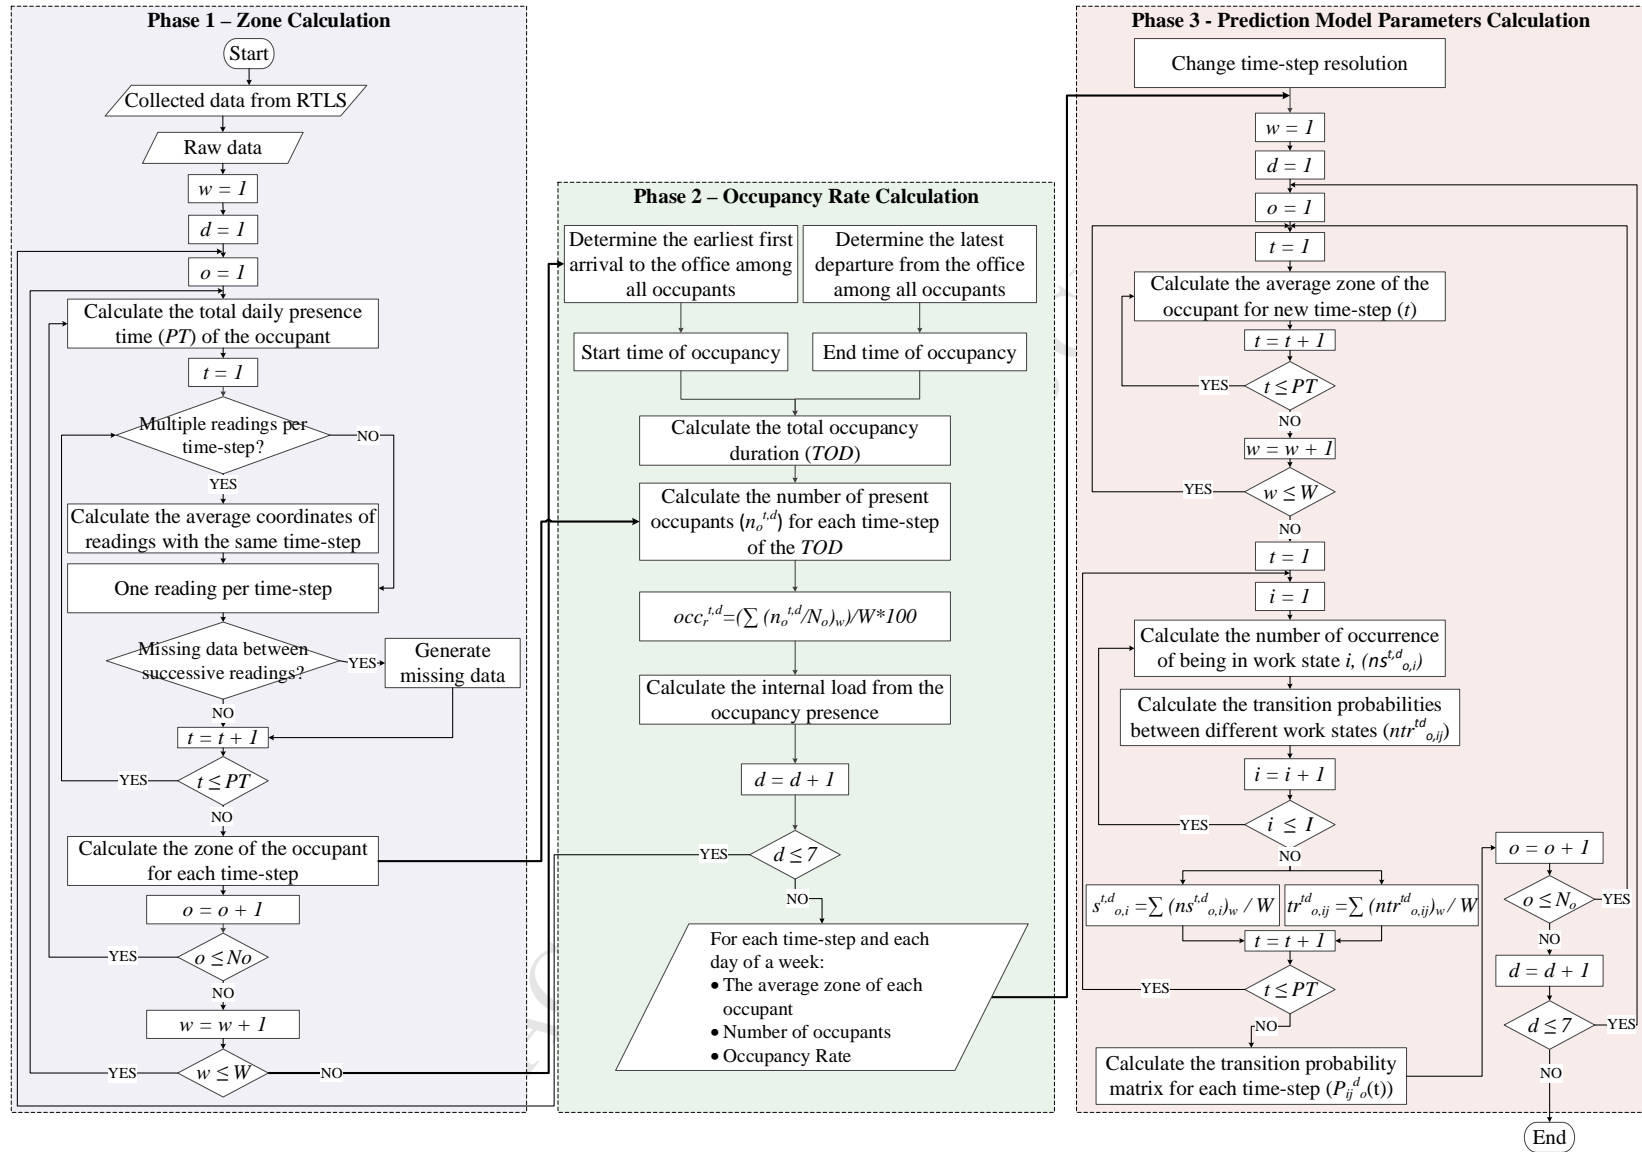 Phase 1 – Zone Calculation
Start
Collected data from RTLS
Raw data
w = 1
d = 1
o = 1
Calculate the total daily presence
time (PT) of the occupant
t = 1
Multiple readings per
time-step?
NO
YES
Calculate the average coordinates of
readings with the same time-step
One reading per time-step
Missing data between
successive readings?
YES
Generate
missing data
NO
t = t + 1
YES
t ≤ PT
NO
Calculate the zone of the occupant
for each time-step
o = o + 1
YES
o ≤ No
NO
w = w + 1
YES
w ≤ W
NO
Phase 2 – Occupancy Rate Calculation
Determine the earliest first
arrival to the office among
all occupants
Determine the latest
departure from the office
among all occupants
Start time of occupancy
End time of occupancy
Calculate the total occupancy
duration (TOD)
Calculate the number of present
occupants (n_o^{t,d}) for each time-step
of the TOD
occ_r^{t,d}=(∑ (n_o^{t,d}/N_o)_w)/W*100
Calculate the internal load from the
occupancy presence
d = d + 1
YES
d ≤ 7
NO
For each time-step and each
day of a week:
• The average zone of each
occupant
• Number of occupants
• Occupancy Rate
Phase 3 - Prediction Model Parameters Calculation
Change time-step resolution
w = 1
d = 1
o = 1
t = 1
Calculate the average zone of the
occupant for new time-step (t)
t = t + 1
YES
t ≤ PT
NO
w = w + 1
YES
w ≤ W
NO
t = 1
i = 1
Calculate the number of occurrence
of being in work state i, (ns^{t,d}_{o,i})
Calculate the transition probabilities
between different work states (ntr^{td}_{o,ij})
i = i + 1
YES
i ≤ I
NO
s^{t,d}_{o,i} =∑ (ns^{t,d}_{o,i})_w / W
tr^{td}_{o,ij} =∑ (ntr^{td}_{o,ij})_w / W
t = t + 1
YES
t ≤ PT
NO
Calculate the transition probability
matrix for each time-step (P_{ij}^d_o(t))
o = o + 1
o ≤ N_o
YES
NO
d = d + 1
d ≤ 7
YES
NO
End